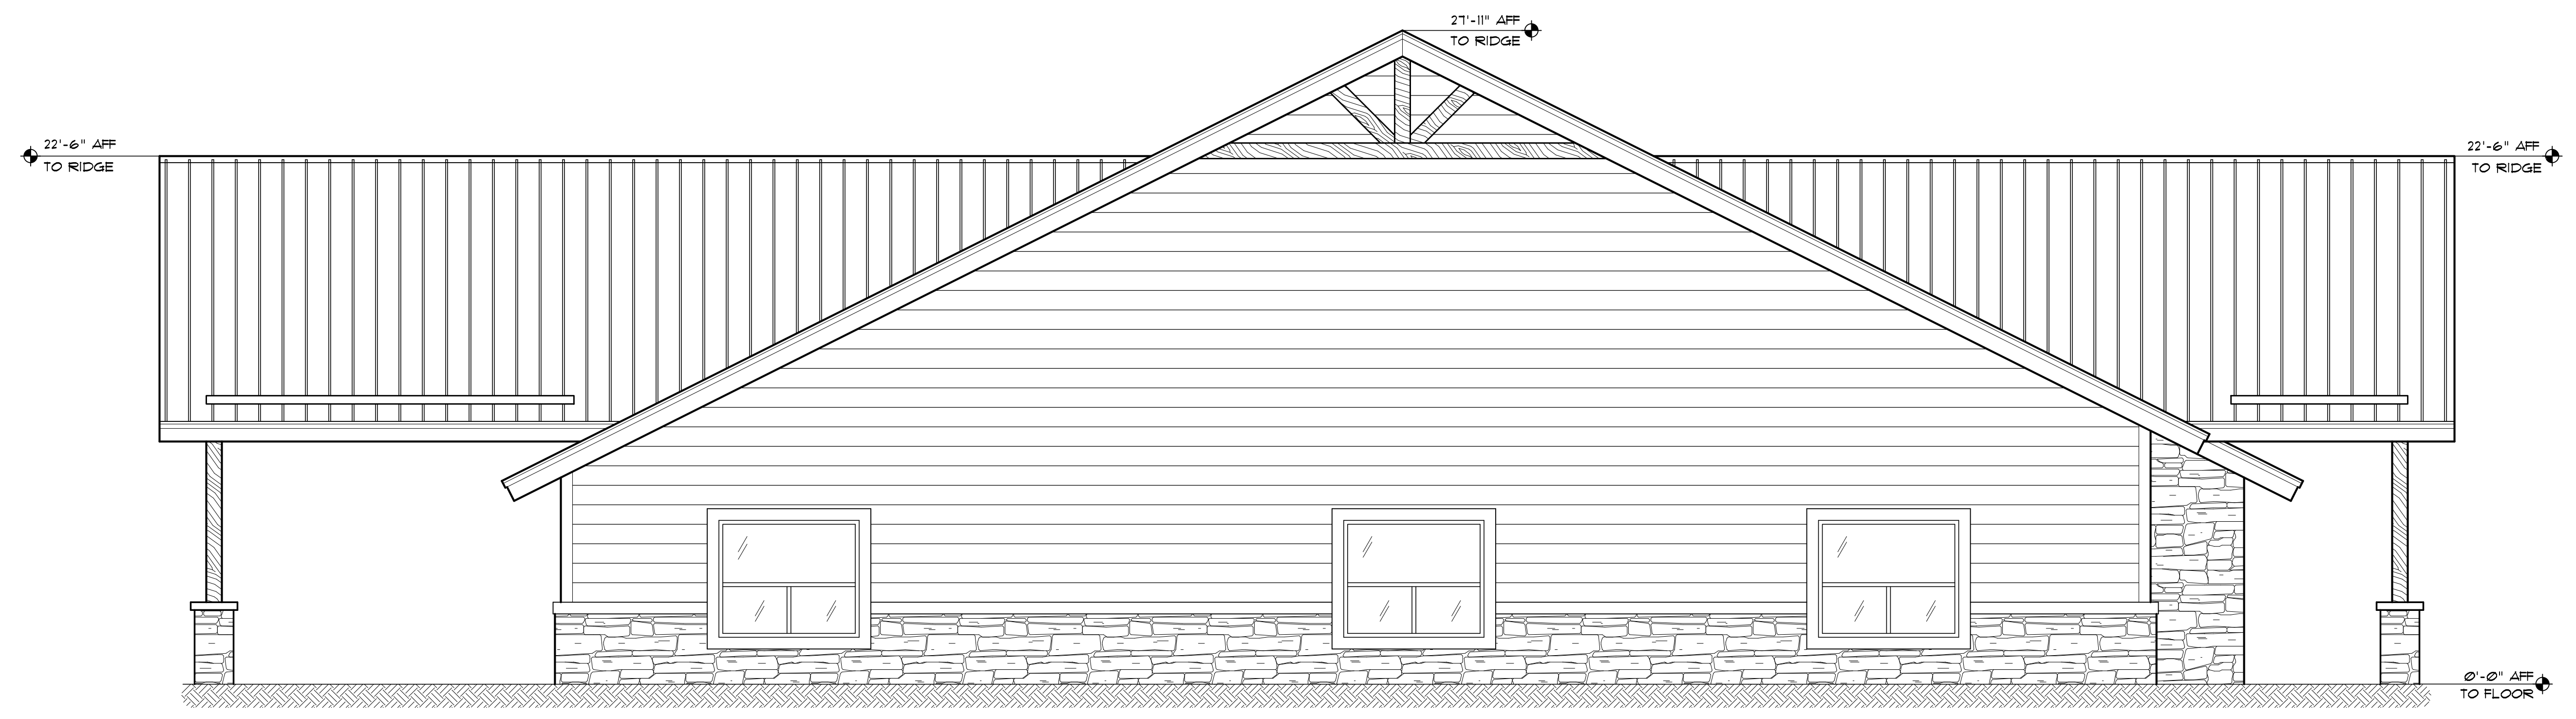 27'-11" AFF
TO RIDGE
22'-6" AFF
TO RIDGE
22'-6" AFF
TO RIDGE
0'-0" AFF
TO FLOOR